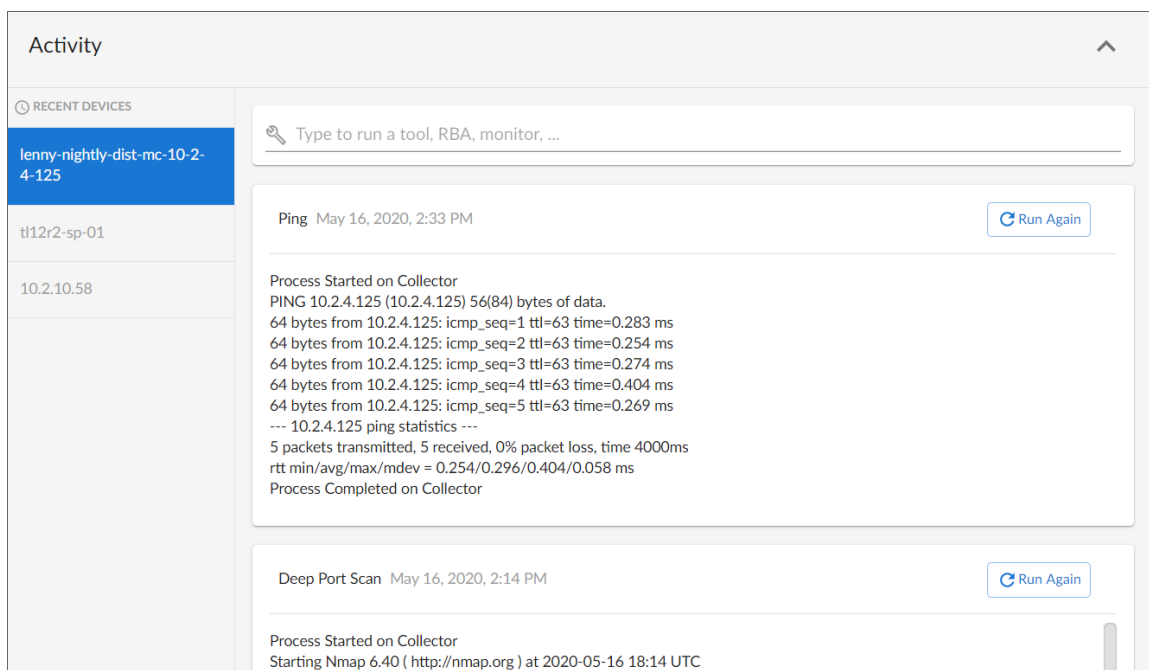 Activity
RECENT DEVICES
lenny-nightly-dist-mc-10-2-
4-125
tl12r2-sp-01
10.2.10.58
Type to run a tool, RBA, monitor, ...
Ping May 16, 2020, 2:33 PM
Run Again
Process Started on Collector
PING 10.2.4.125 (10.2.4.125) 56(84) bytes of data.
64 bytes from 10.2.4.125: icmp_seq=1 ttl=63 time=0.283 ms
64 bytes from 10.2.4.125: icmp_seq=2 ttl=63 time=0.254 ms
64 bytes from 10.2.4.125: icmp_seq=3 ttl=63 time=0.274 ms
64 bytes from 10.2.4.125: icmp_seq=4 ttl=63 time=0.404 ms
64 bytes from 10.2.4.125: icmp_seq=5 ttl=63 time=0.269 ms
--- 10.2.4.125 ping statistics ---
5 packets transmitted, 5 received, 0% packet loss, time 4000ms
rtt min/avg/max/mdev = 0.254/0.296/0.404/0.058 ms
Process Completed on Collector
Deep Port Scan May 16, 2020, 2:14 PM
Run Again
Process Started on Collector
Starting Nmap 6.40 ( http://nmap.org ) at 2020-05-16 18:14 UTC